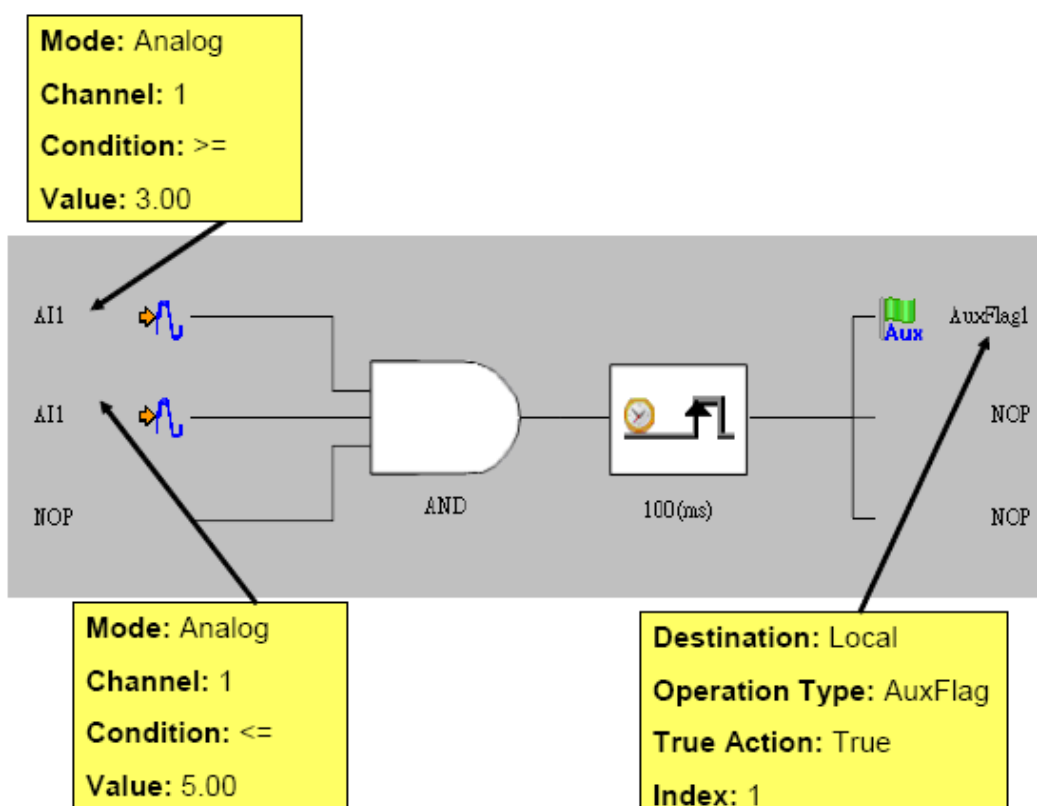 Mode: Analog
Channel: 1
Condition: >=
Value: 3.00
AI1
Aux
AuxFlag1
AI1
NOP
NOP
AND
100(ms)
NOP
Mode: Analog
Channel: 1
Condition: <=
Value: 5.00
Destination: Local
Operation Type: AuxFlag
True Action: True
Index: 1